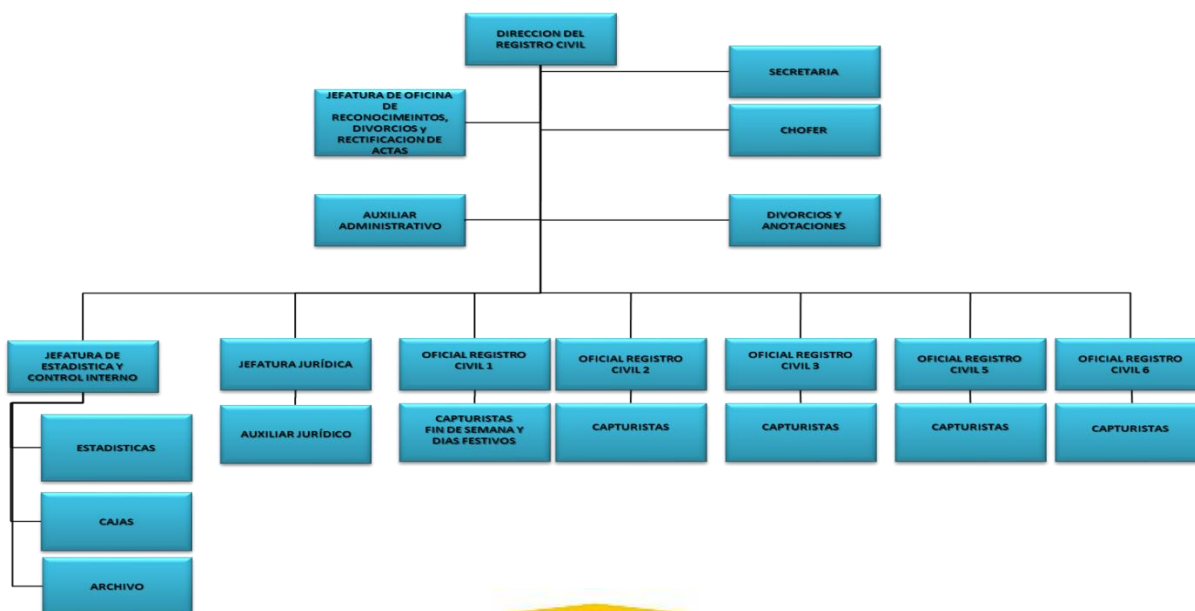 DIRECCION DEL
REGISTRO CIVIL
SECRETARIA
JEFATURA DE OFICINA
DE
RECONOCIMEINTOS,
DIVORCIOS y
RECTIFICACION DE
ACTAS
CHOFER
AUXILIAR
ADMINISTRATIVO
DIVORCIOS Y
ANOTACIONES
JEFATURA DE
ESTADISTICA Y
CONTROL INTERNO
JEFATURA JURÍDICA
OFICIAL REGISTRO
CIVIL 1
OFICIAL REGISTRO
CIVIL 2
OFICIAL REGISTRO
CIVIL 3
OFICIAL REGISTRO
CIVIL 5
OFICIAL REGISTRO
CIVIL 6
AUXILIAR JURÍDICO
CAPTURISTAS
FIN DE SEMANA Y
DIAS FESTIVOS
CAPTURISTAS
CAPTURISTAS
CAPTURISTAS
CAPTURISTAS
ESTADISTICAS
CAJAS
ARCHIVO